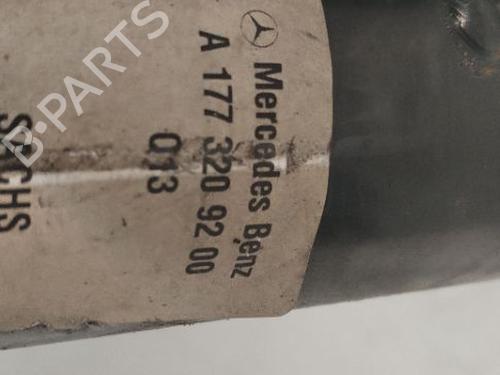 Mercedes Benz
A 177 320 92 00
Q13
SACHS
B-PARTS